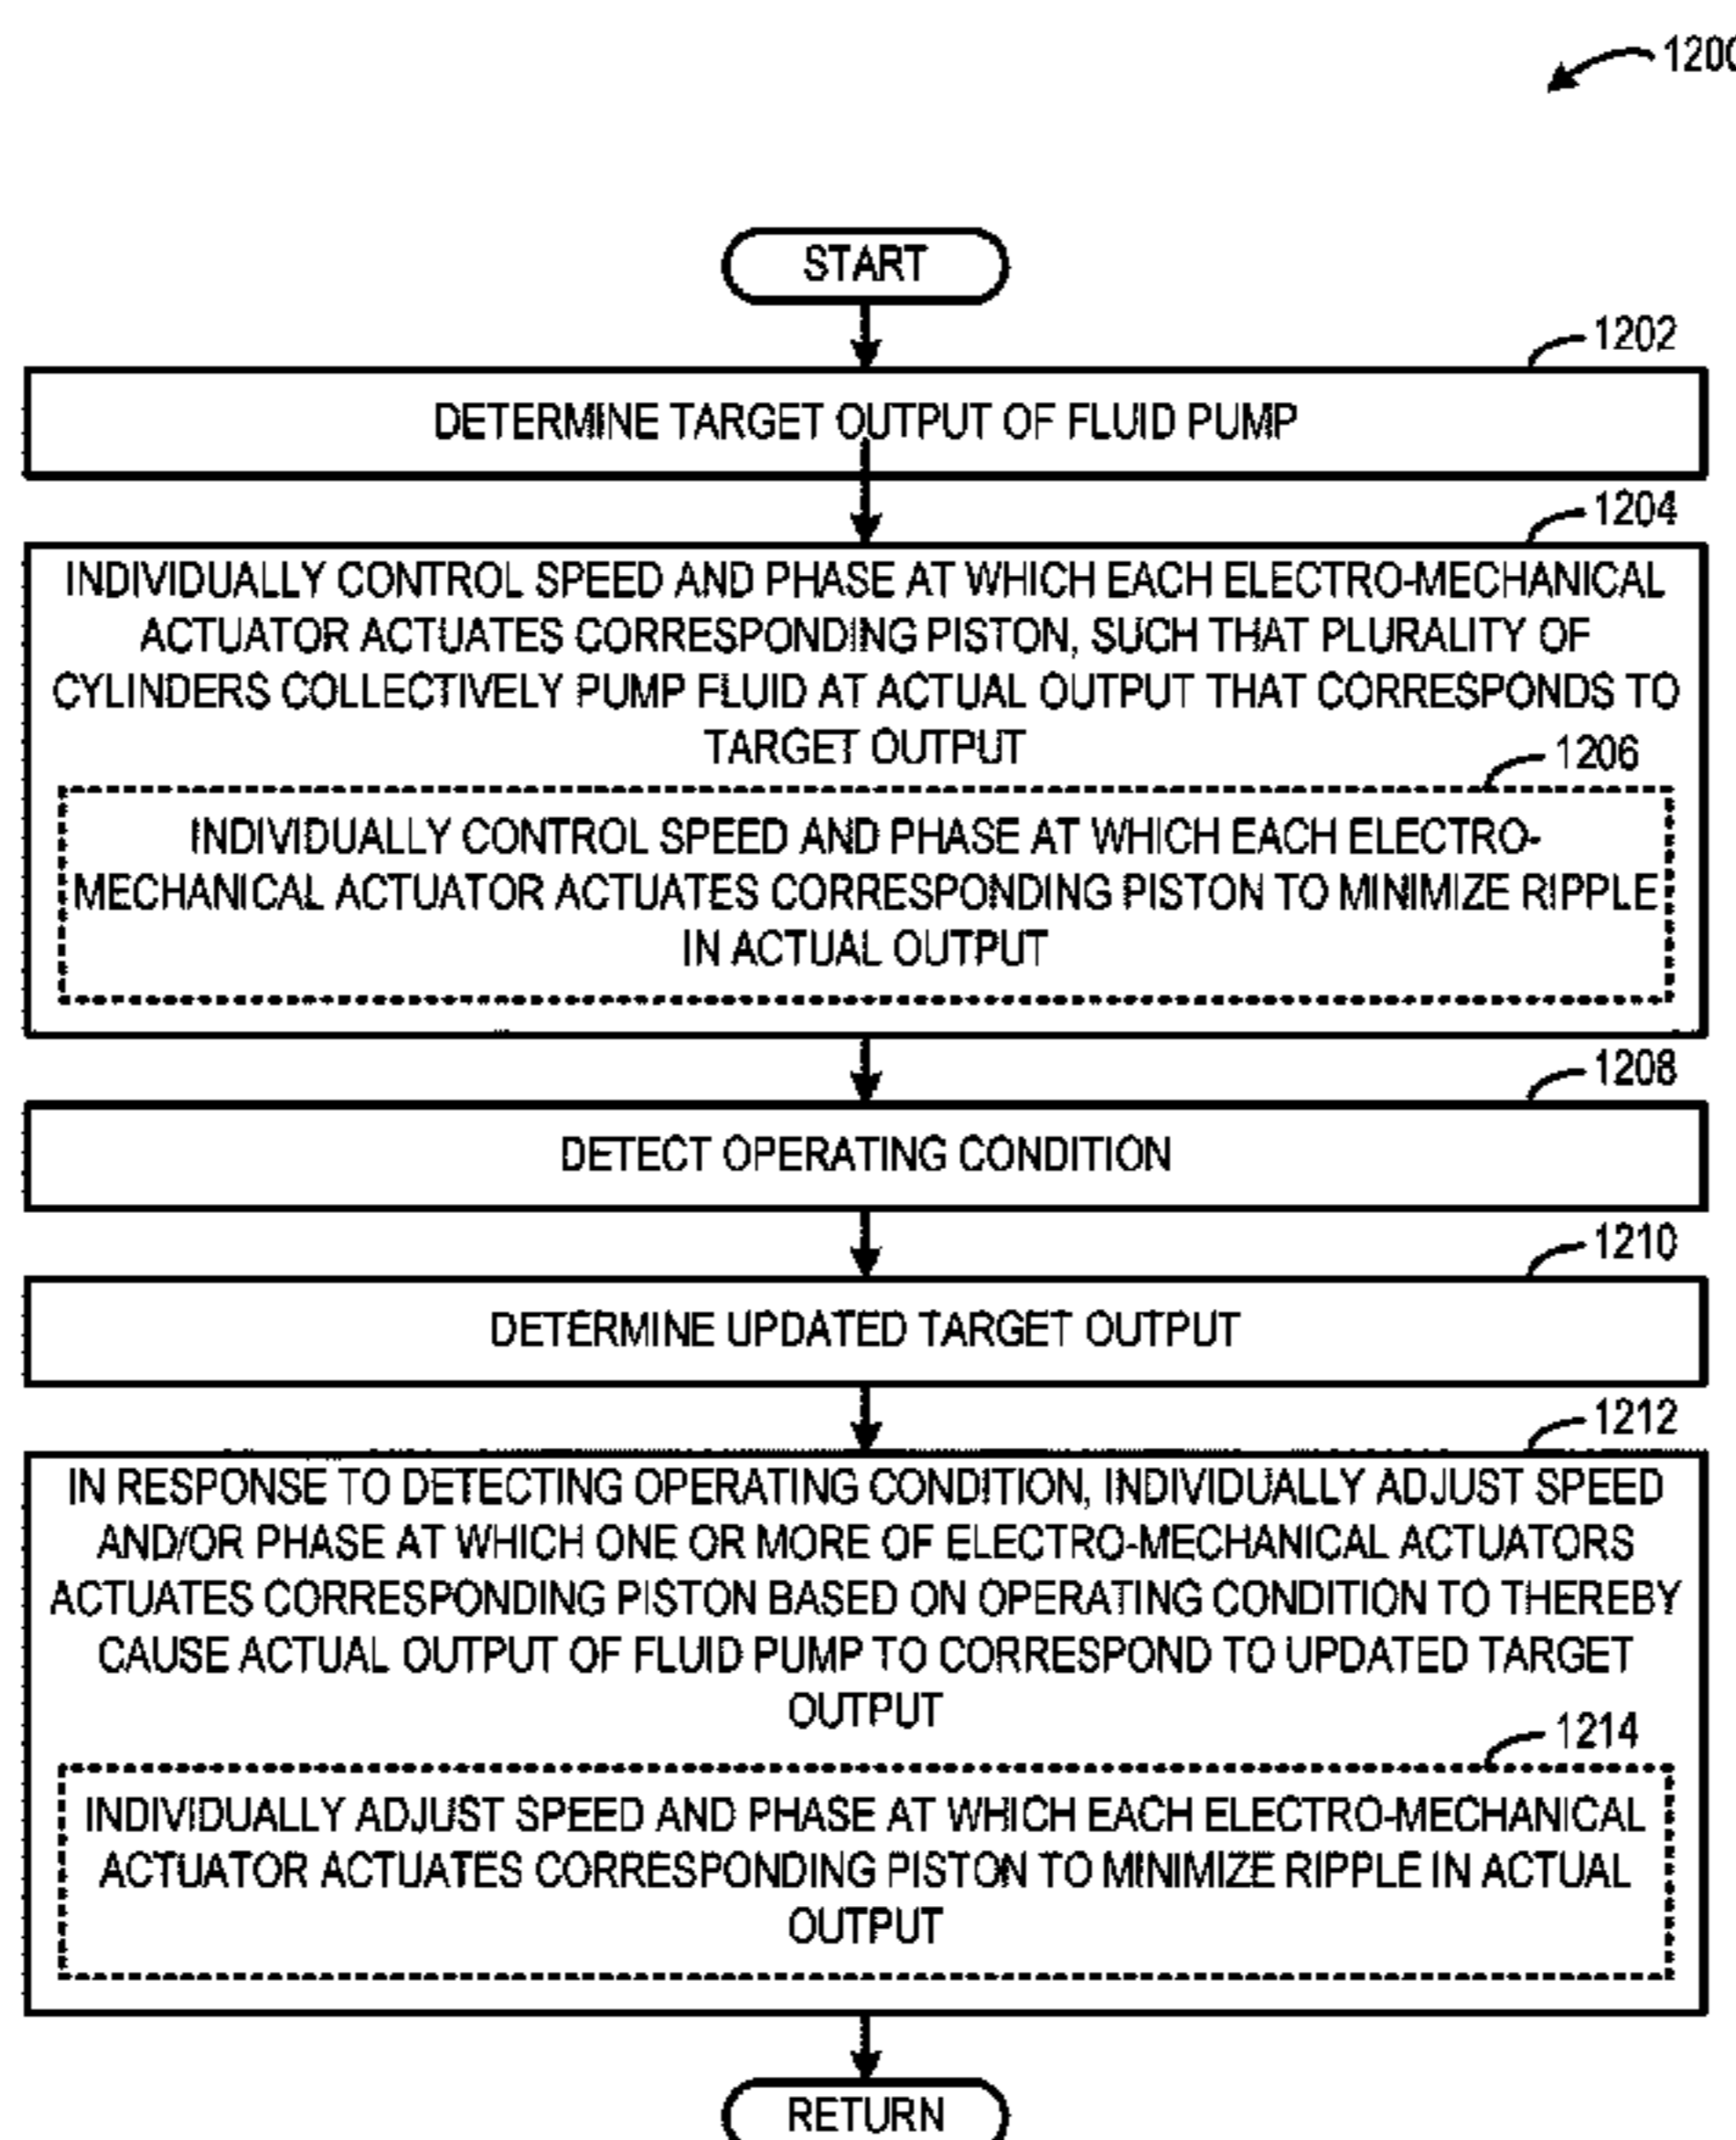 1200
START
1202
DETERMINE TARGET OUTPUT OF FLUID PUMP
1204
INDIVIDUALLY CONTROL SPEED AND PHASE AT WHICH EACH ELECTRO-MECHANICAL
ACTUATOR ACTUATES CORRESPONDING PISTON, SUCH THAT PLURALITY OF
CYLINDERS COLLECTIVELY PUMP FLUID AT ACTUAL OUTPUT THAT CORRESPONDS TO
TARGET OUTPUT
1206
INDIVIDUALLY CONTROL SPEED AND PHASE AT WHICH EACH ELECTRO-
MECHANICAL ACTUATOR ACTUATES CORRESPONDING PISTON TO MINIMIZE RIPPLE
IN ACTUAL OUTPUT
1208
DETECT OPERATING CONDITION
1210
DETERMINE UPDATED TARGET OUTPUT
1212
IN RESPONSE TO DETECTING OPERATING CONDITION, INDIVIDUALLY ADJUST SPEED
AND/OR PHASE AT WHICH ONE OR MORE OF ELECTRO-MECHANICAL ACTUATORS
ACTUATES CORRESPONDING PISTON BASED ON OPERATING CONDITION TO THEREBY
CAUSE ACTUAL OUTPUT OF FLUID PUMP TO CORRESPOND TO UPDATED TARGET
OUTPUT
1214
INDIVIDUALLY ADJUST SPEED AND PHASE AT WHICH EACH ELECTRO-MECHANICAL
ACTUATOR ACTUATES CORRESPONDING PISTON TO MINIMIZE RIPPLE IN ACTUAL
OUTPUT
RETURN